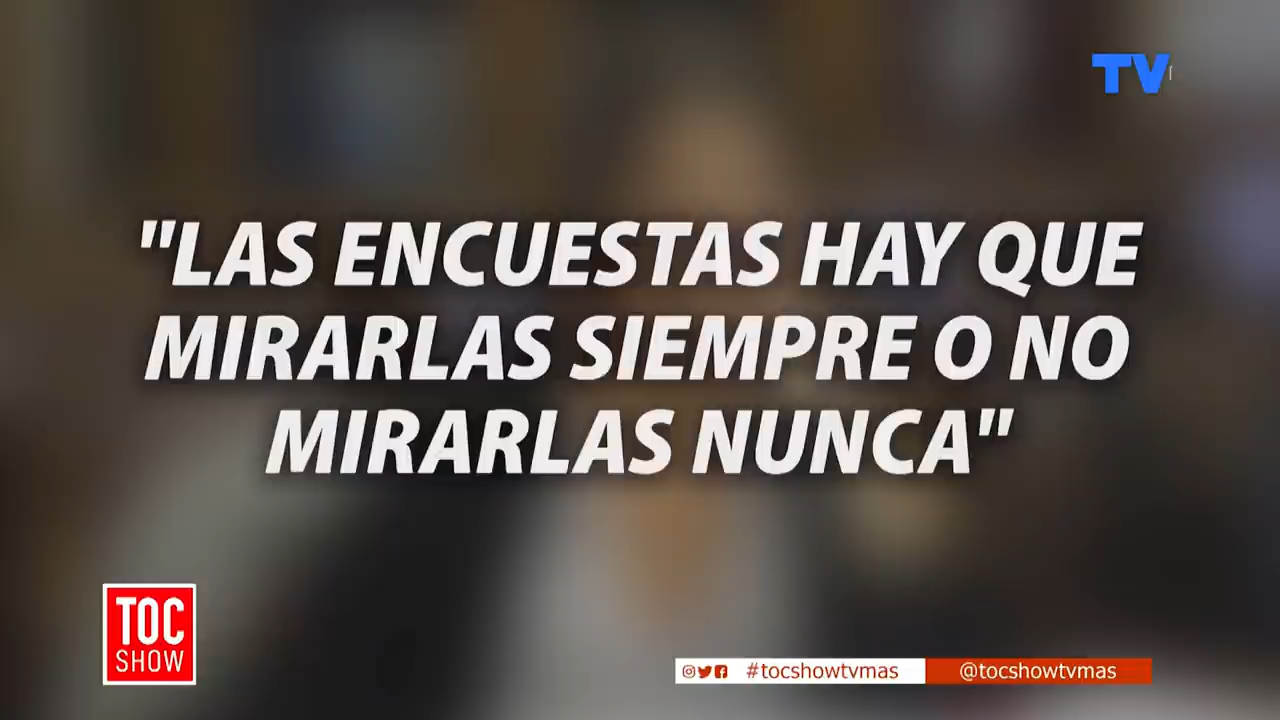 TV
"LAS ENCUESTAS HAY QUE
MIRARLAS SIEMPRE O NO
MIRARLAS NUNCA"
TOC
SHOW
#tocshowtvmas
@tocshowtvmas